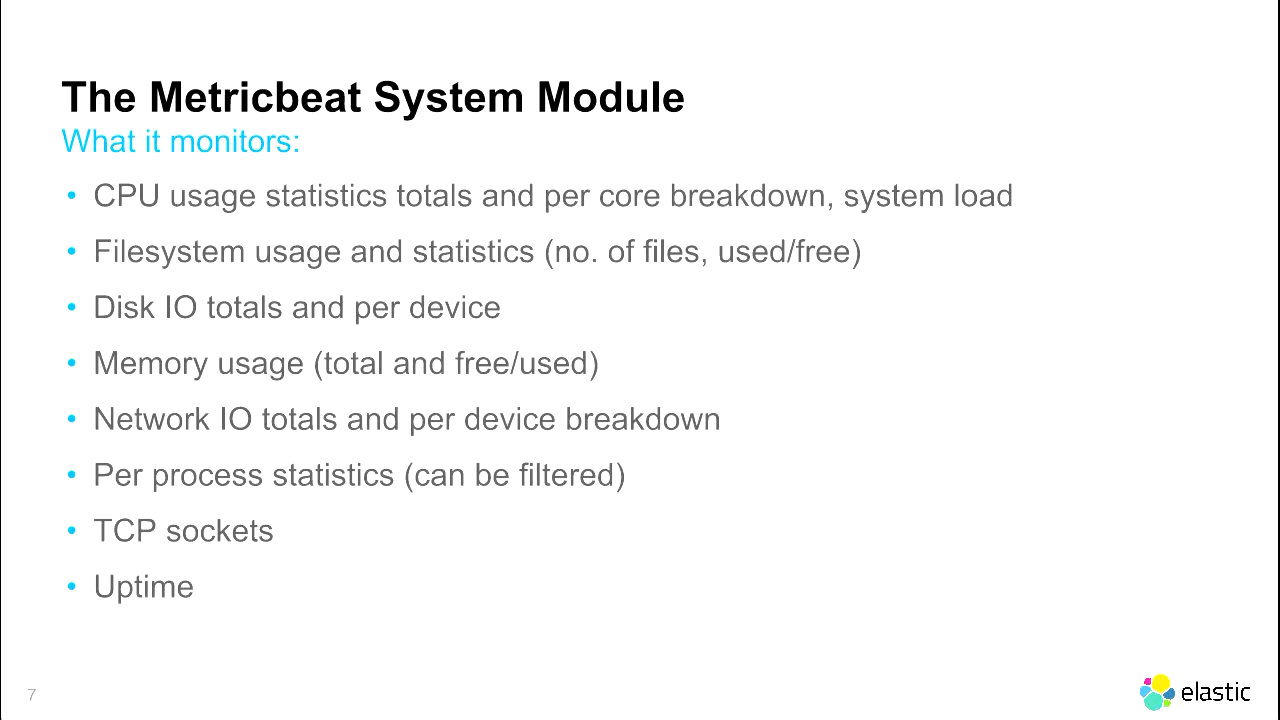 The Metricbeat System Module
What it monitors:
• CPU usage statistics totals and per core breakdown, system load
• Filesystem usage and statistics (no. of files, used/free)
• Disk IO totals and per device
• Memory usage (total and free/used)
• Network IO totals and per device breakdown
• Per process statistics (can be filtered)
• TCP sockets
• Uptime
7
elastic